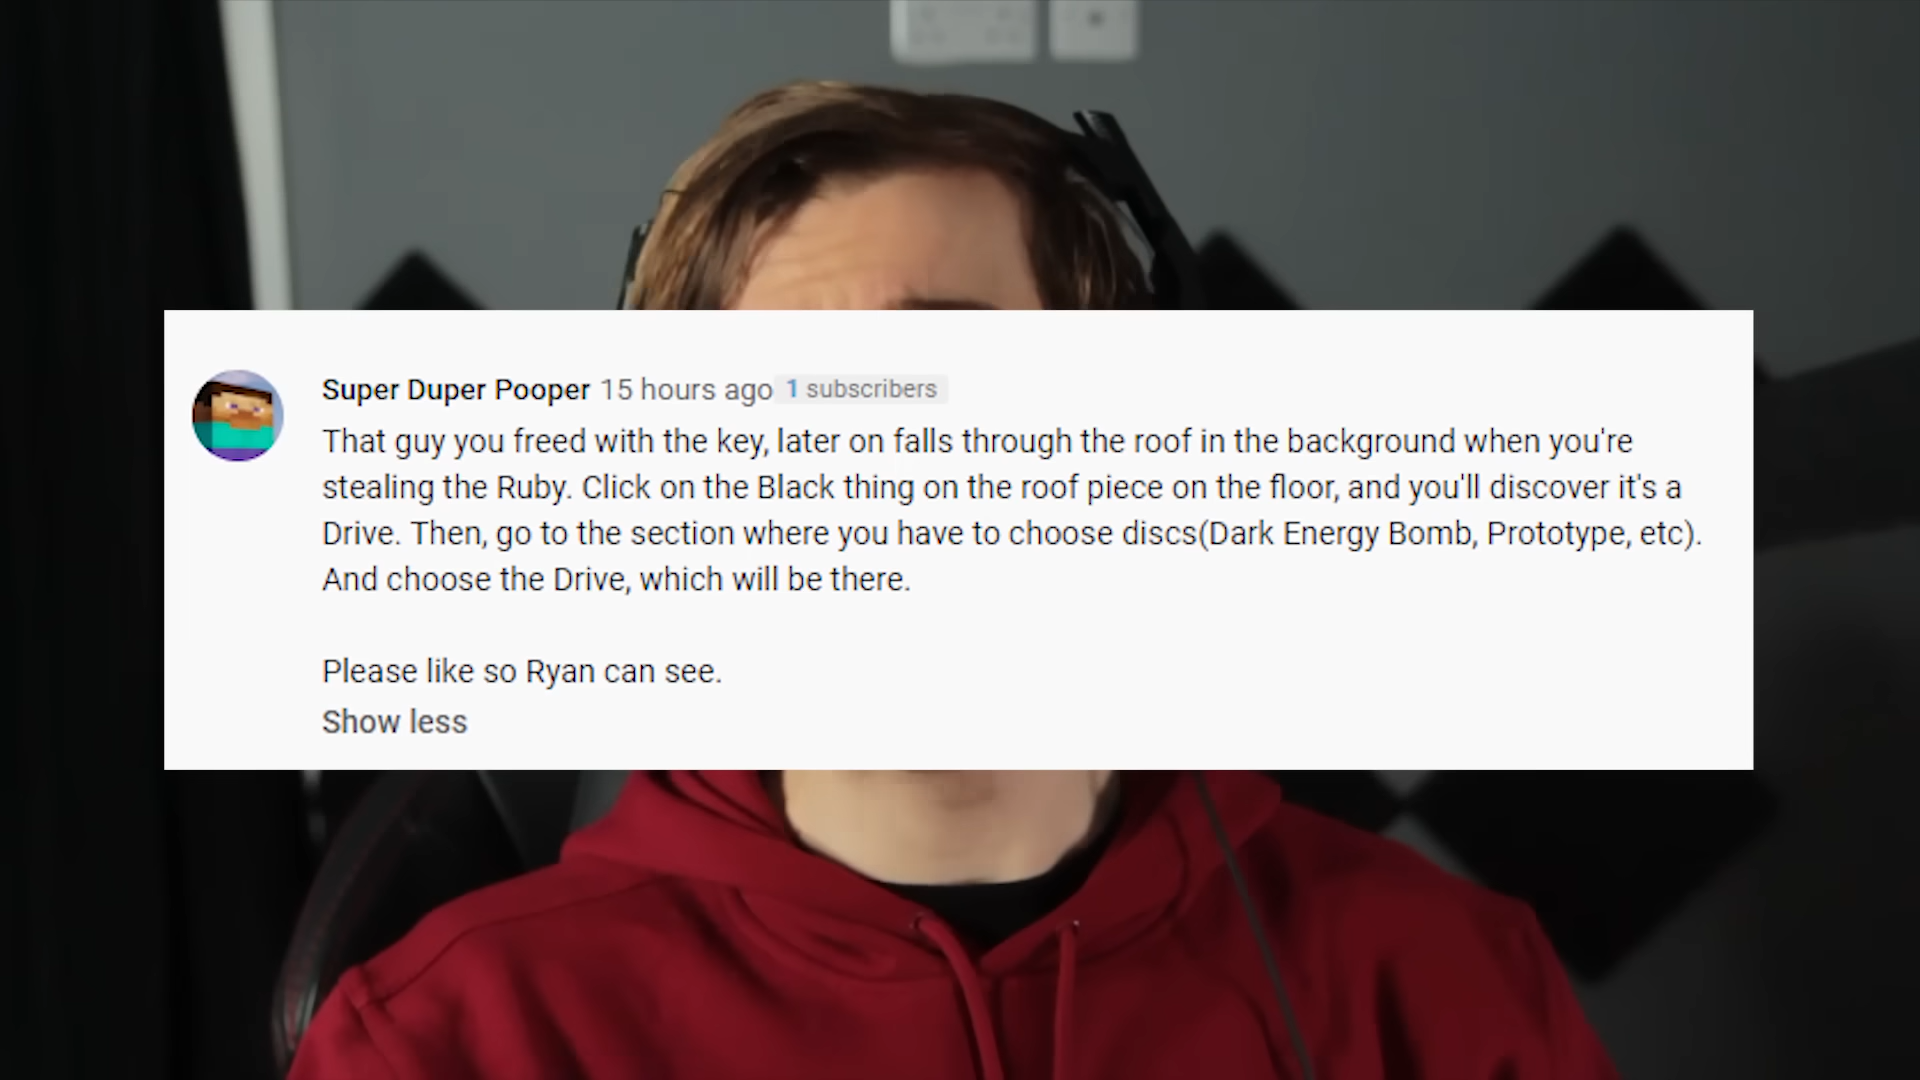 Super Duper Pooper 15 hours ago 1 subscribers
That guy you freed with the key, later on falls through the roof in the background when you're
stealing the Ruby. Click on the Black thing on the roof piece on the floor, and you'll discover it's a
Drive. Then, go to the section where you have to choose discs(Dark Energy Bomb, Prototype, etc).
And choose the Drive, which will be there.
Please like so Ryan can see.
Show less